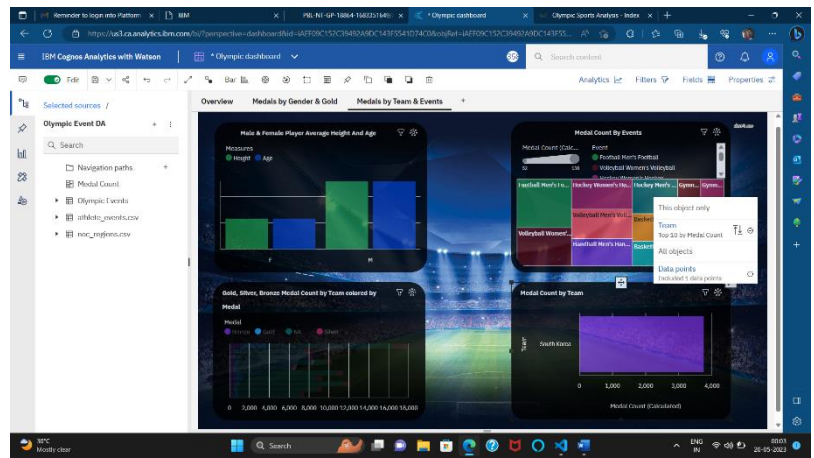 Reminder to login into Platform
IBM
PBL-NT-GP-18864-1683351649
* Olympic dashboard
Olympic Sports Analysis - Index
https://us3.ca.analytics.ibm.com/bi/?perspective=dashboard&id=
IBM Cognos Analytics with Watson
* Olympic dashboard
Search content
Edit
Bar
Analytics
Filters
Fields
Properties
Selected sources /
Overview
Medals by Gender & Gold
Medals by Team & Events
+
Olympic Event DA
Search
Navigation paths
Medal Count
Olympic Events
athlete_events.csv
noc_regions.csv
Male & Female Player Average Height And Age
Measures
Height
Age
F
M
Medal Count By Events
Medal Count (Calc...
Event
52
Football Men's Football
Volleyball Women's Volleyball
Football Men's Fo...
Hockey Women's Ho...
Hockey Men's ...
Gymn...
Gymn...
Volleyball Men's Voll...
Volleyball Women'...
Handball Men's Han...
This object only
Team
Top 10 by Medal Count
All objects
Data points
Included 1 data points
Gold, Silver, Bronze Medal Count by Team colored by
Medal
Medal
Bronze
Gold
NA
Silver
0 2,000 4,000 6,000 8,000 10,000 12,000 14,000 16,000 18,000
Medal Count by Team
Team
South Korea
0 1,000 2,000 3,000 4,000
Medal Count (Calculated)
30°C
Mostly clear
Search
ENG
IN
00:03
20-05-2023